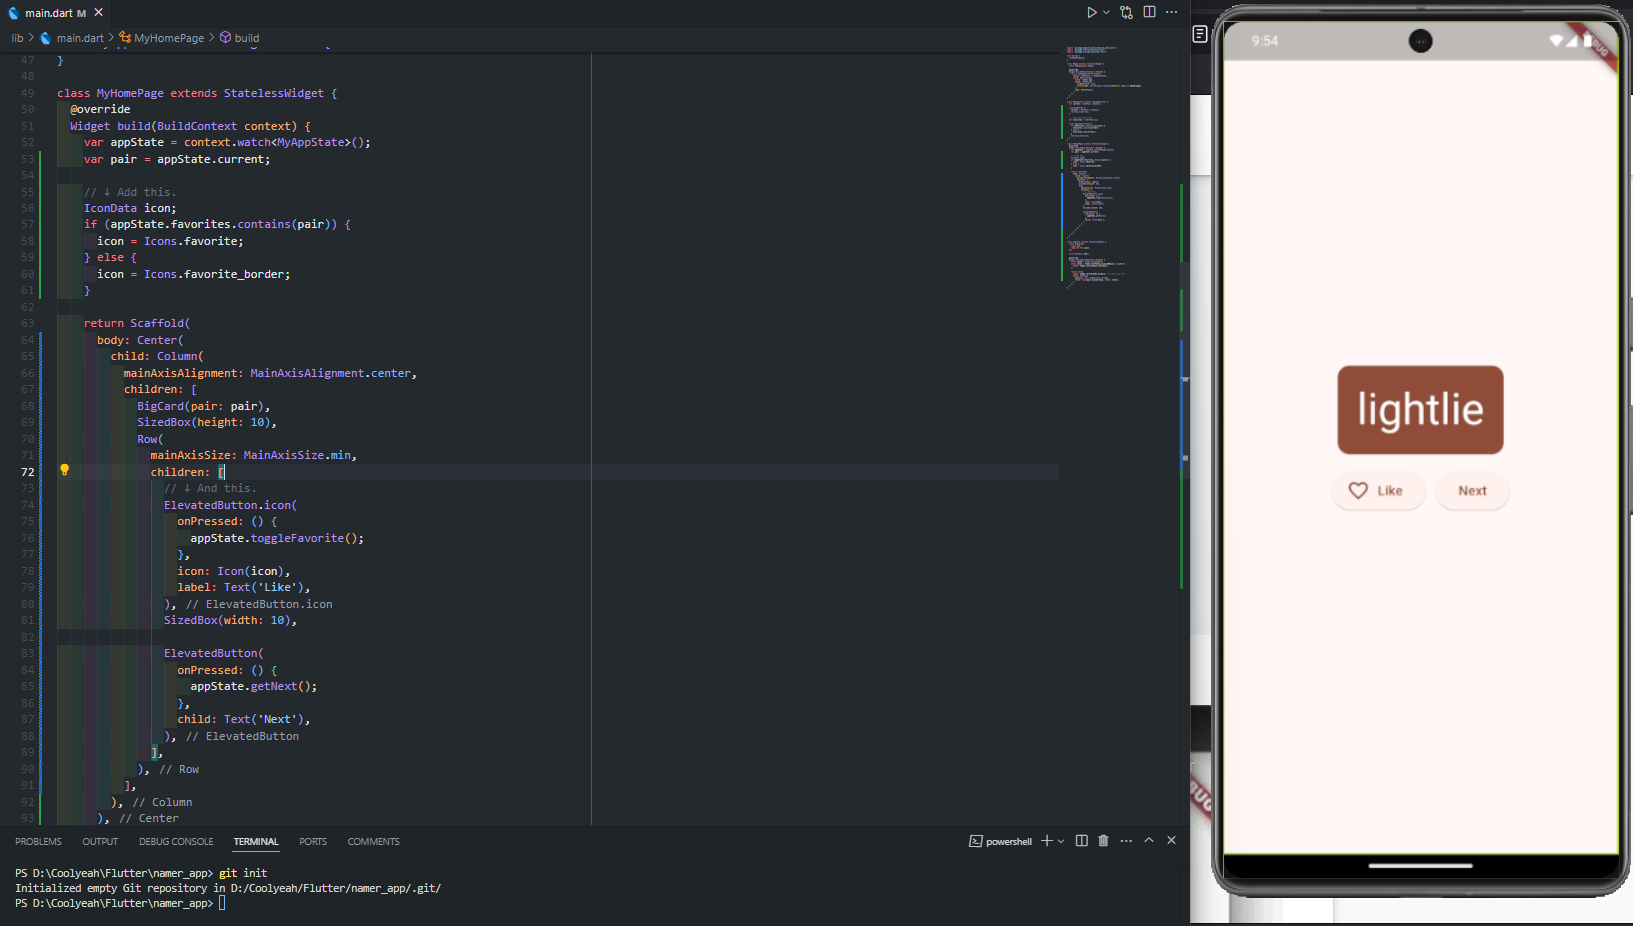 main.dart M
lib > main.dart > MyHomePage > build
47 }
48
49 class MyHomePage extends StatelessWidget {
50 @override
51 Widget build(BuildContext context) {
52 var appState = context.watch<MyAppState>();
53 var pair = appState.current;
54
55 // ↓ Add this.
56 IconData icon;
57 if (appState.favorites.contains(pair)) {
58 icon = Icons.favorite;
59 } else {
60 icon = Icons.favorite_border;
61 }
62
63 return Scaffold(
64 body: Center(
65 child: Column(
66 mainAxisAlignment: MainAxisAlignment.center,
67 children: [
68 BigCard(pair: pair),
69 SizedBox(height: 10),
70 Row(
71 mainAxisSize: MainAxisSize.min,
72 children: [
73 // ↓ And this.
74 ElevatedButton.icon(
75 onPressed: () {
76 appState.toggleFavorite();
77 },
78 icon: Icon(icon),
79 label: Text('Like'),
80 ), // ElevatedButton.icon
81 SizedBox(width: 10),
82
83 ElevatedButton(
84 onPressed: () {
85 appState.getNext();
86 },
87 child: Text('Next'),
88 ), // ElevatedButton
89 ],
90 ), // Row
91 ],
92 ), // Column
93 ), // Center
PROBLEMS OUTPUT DEBUG CONSOLE TERMINAL PORTS COMMENTS
powershell
PS D:\Coolyeah\Flutter\namer_app> git init
Initialized empty Git repository in D:/Coolyeah/Flutter/namer_app/.git/
PS D:\Coolyeah\Flutter\namer_app>
9:54
lightlie
Like
Next